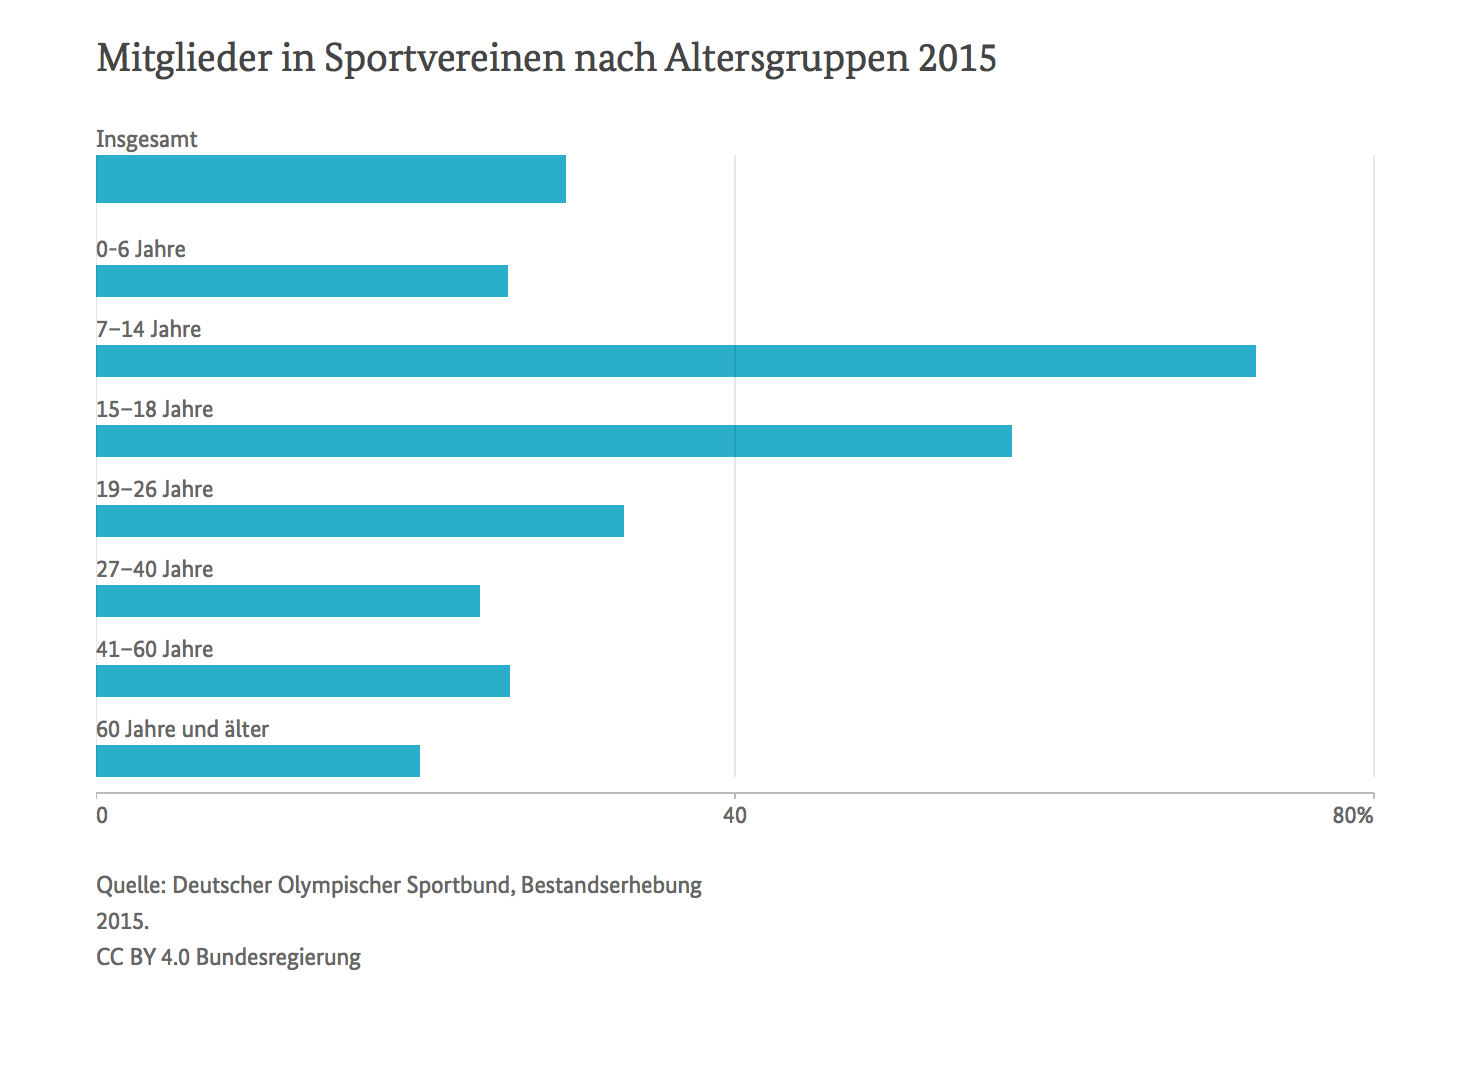 Mitglieder in Sportvereinen nach Altersgruppen 2015
Insgesamt
0-6 Jahre
7–14 Jahre
15–18 Jahre
19–26 Jahre
27–40 Jahre
41–60 Jahre
60 Jahre und älter
0 40 80%
Quelle: Deutscher Olympischer Sportbund, Bestandserhebung
2015.
CC BY 4.0 Bundesregierung